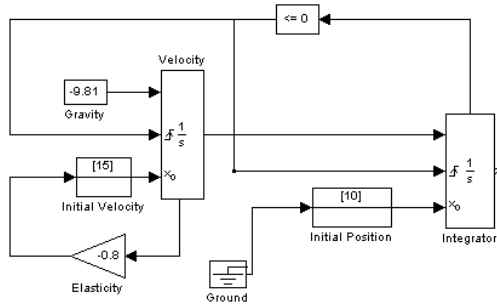 <= 0
Velocity
-9.81
Gravity
1
s
x₀
[15]
Initial Velocity
-0.8
Elasticity
[10]
Initial Position
1
s
x₀
Integrator
Ground